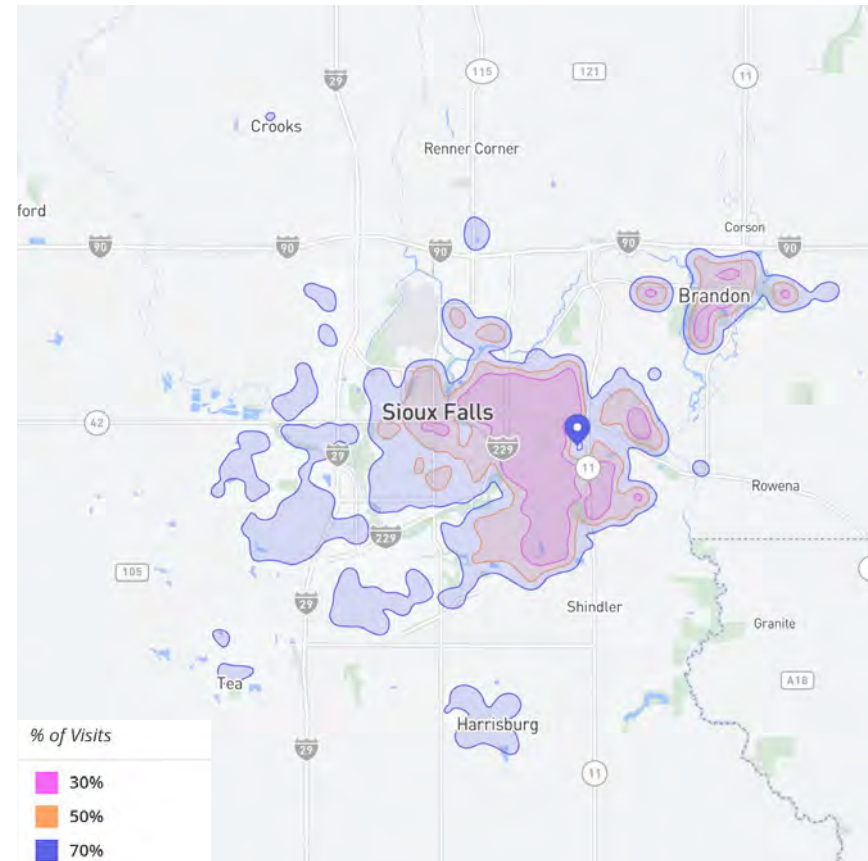 29
115
121
11
Crooks
Renner Corner
ford
Corson
90
90
90
90
90
Brandon
Sioux Falls
42
29
229
11
Rowena
229
105
29
Shindler
Granite
Tea
A18
Harrisburg
29
11
% of Visits
30%
50%
70%